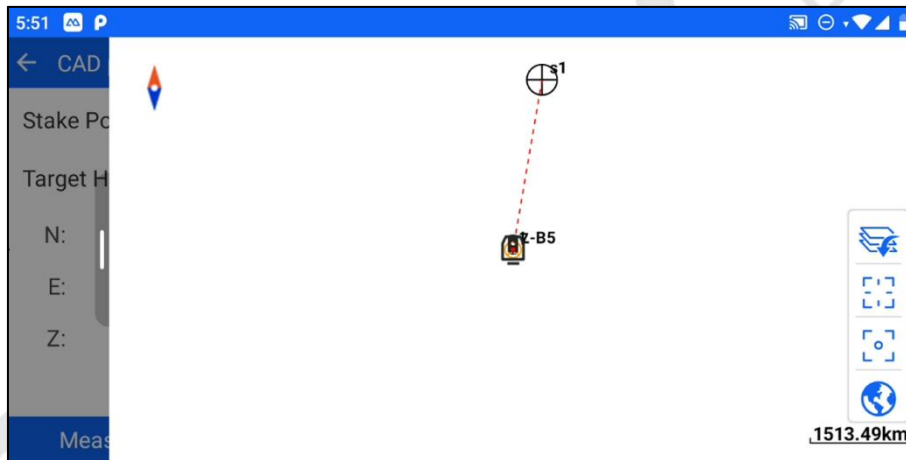 5:51
CAD
s1
Stake Po
Target H
N:
-B5
E:
Z:
1513.49km
Meas